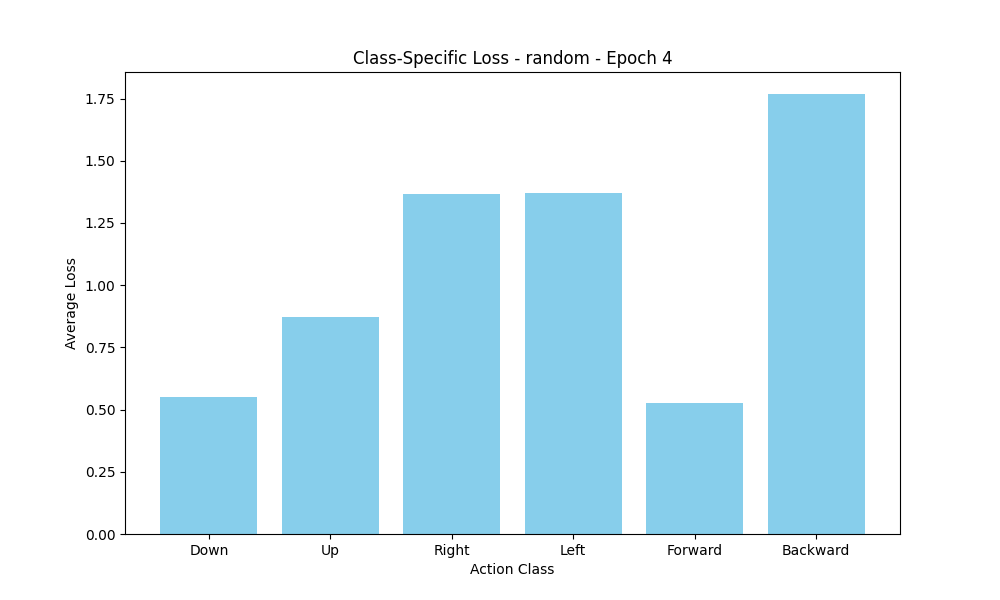 Class-Specific Loss - random - Epoch 4
Average Loss
1.75
1.50
1.25
1.00
0.75
0.50
0.25
0.00
Down Up Right Left Forward Backward
Action Class